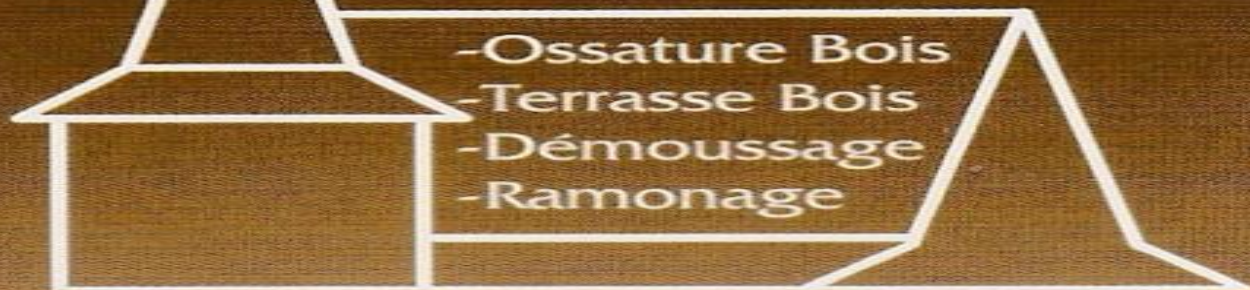 -Ossature Bois
-Terrasse Bois
-Démoussage
-Ramonage